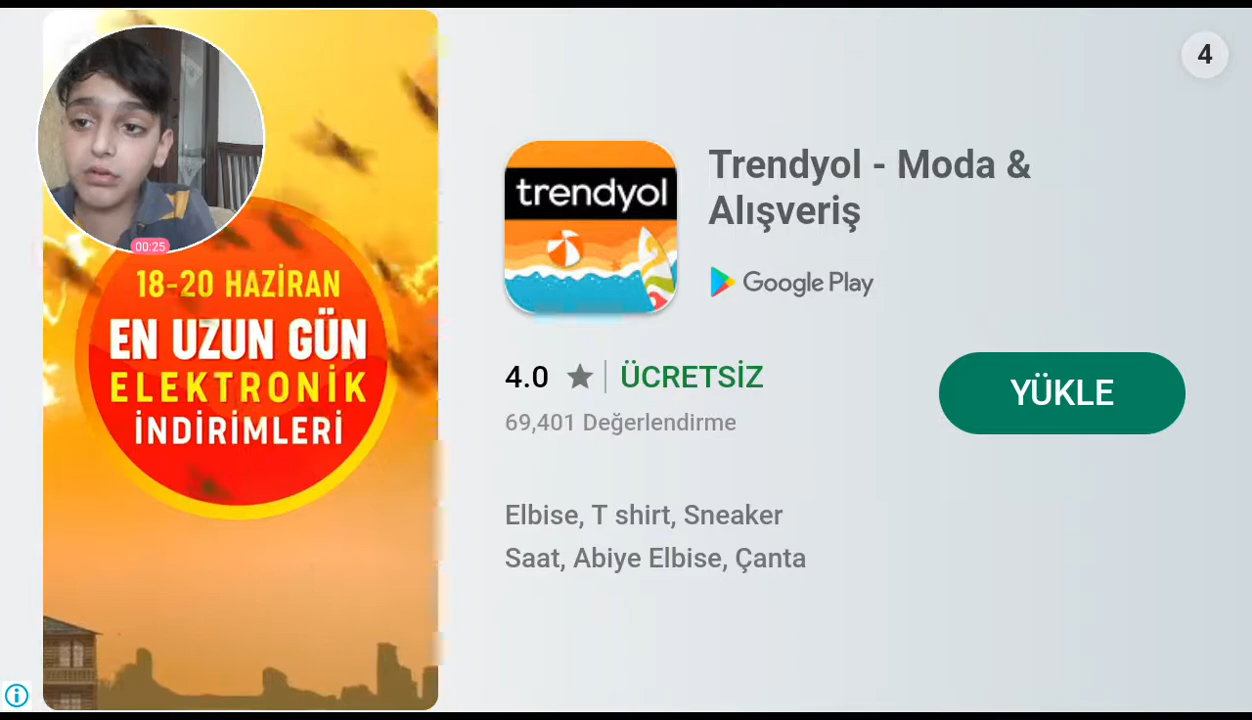 4
00:25
18-20 HAZİRAN
EN UZUN GÜN
ELEKTRONİK
İNDİRİMLERİ
trendyol
Trendyol - Moda &
Alışveriş
Google Play
4.0
ÜCRETSİZ
69,401 Değerlendirme
YÜKLE
Elbise, T shirt, Sneaker
Saat, Abiye Elbise, Çanta